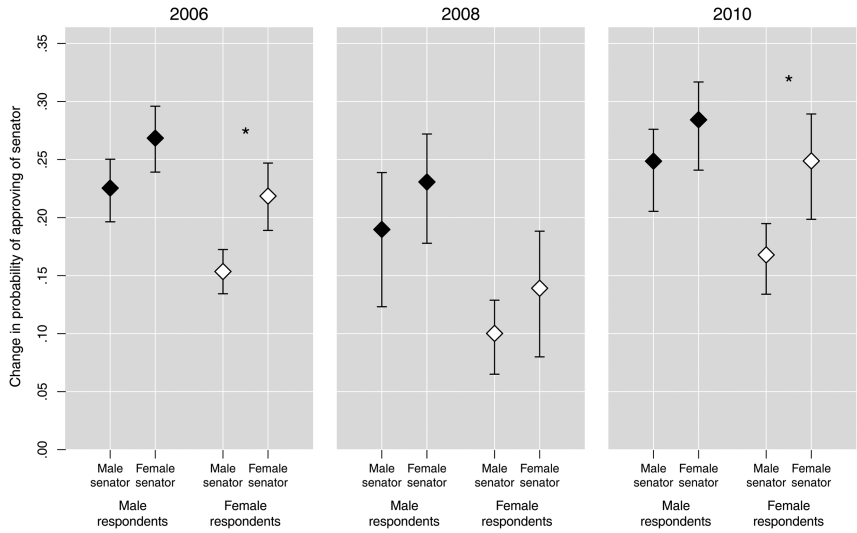 2006
2008
2010
Change in probability of approving of senator
.35
.30
.25
.20
.15
.10
.05
.00
*
*
Male senator
Female senator
Male senator
Female senator
Male respondents
Female respondents
Male senator
Female senator
Male senator
Female senator
Male respondents
Female respondents
Male senator
Female senator
Male senator
Female senator
Male respondents
Female respondents